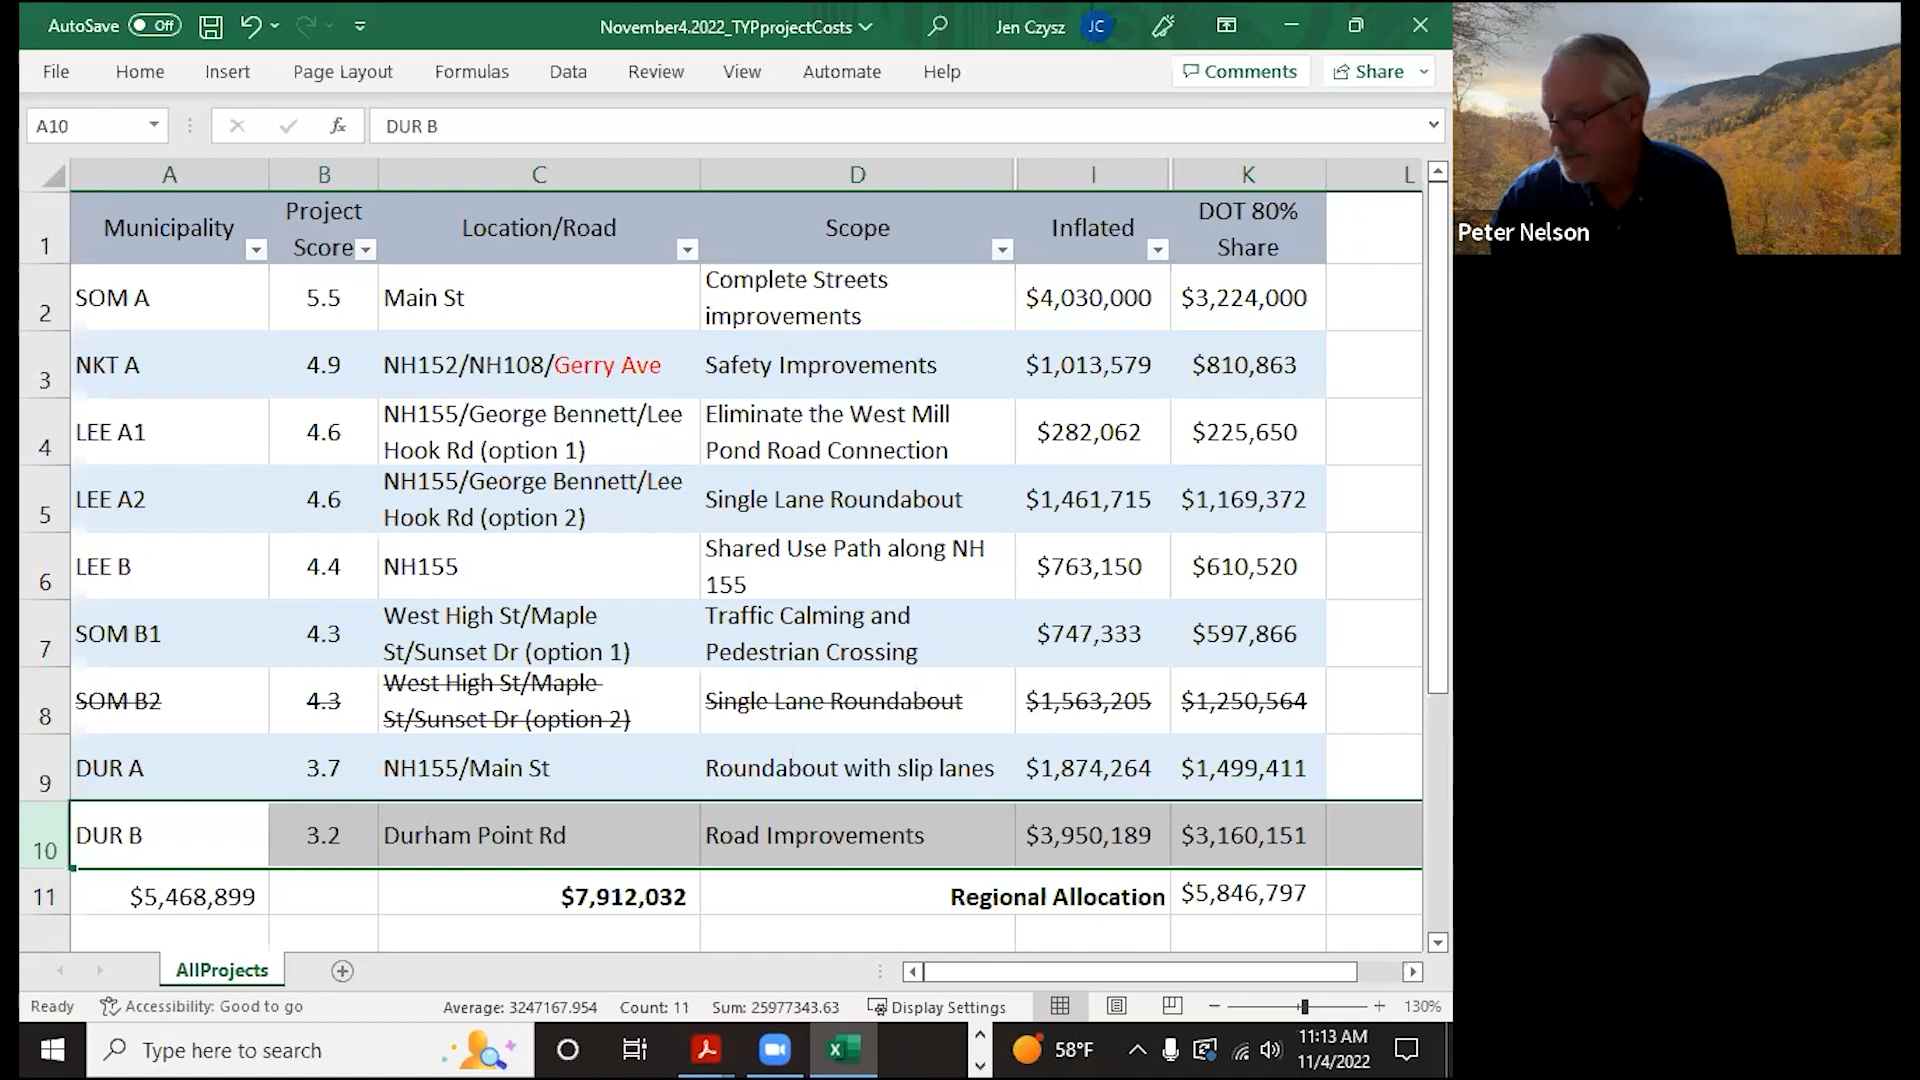 AutoSave Off
November4.2022_TYPprojectCosts
Jen Czysz JC
File Home Insert Page Layout Formulas Data Review View Automate Help Comments Share
A10 fx DUR B
A B C D I K L
1 Municipality Project Score Location/Road Scope Inflated DOT 80% Share
2 SOM A 5.5 Main St Complete Streets improvements $4,030,000 $3,224,000
3 NKT A 4.9 NH152/NH108/Gerry Ave Safety Improvements $1,013,579 $810,863
4 LEE A1 4.6 NH155/George Bennett/Lee Hook Rd (option 1) Eliminate the West Mill Pond Road Connection $282,062 $225,650
5 LEE A2 4.6 NH155/George Bennett/Lee Hook Rd (option 2) Single Lane Roundabout $1,461,715 $1,169,372
6 LEE B 4.4 NH155 Shared Use Path along NH 155 $763,150 $610,520
7 SOM B1 4.3 West High St/Maple St/Sunset Dr (option 1) Traffic Calming and Pedestrian Crossing $747,333 $597,866
8 SOM B2 4.3 West High St/Maple St/Sunset Dr (option 2) Single Lane Roundabout $1,563,205 $1,250,564
9 DUR A 3.7 NH155/Main St Roundabout with slip lanes $1,874,264 $1,499,411
10 DUR B 3.2 Durham Point Rd Road Improvements $3,950,189 $3,160,151
11 $5,468,899 $7,912,032 Regional Allocation $5,846,797
AllProjects
Ready Accessibility: Good to go Average: 3247167.954 Count: 11 Sum: 25977343.63 Display Settings 130%
Type here to search 58°F 11:13 AM
11/4/2022
Peter Nelson